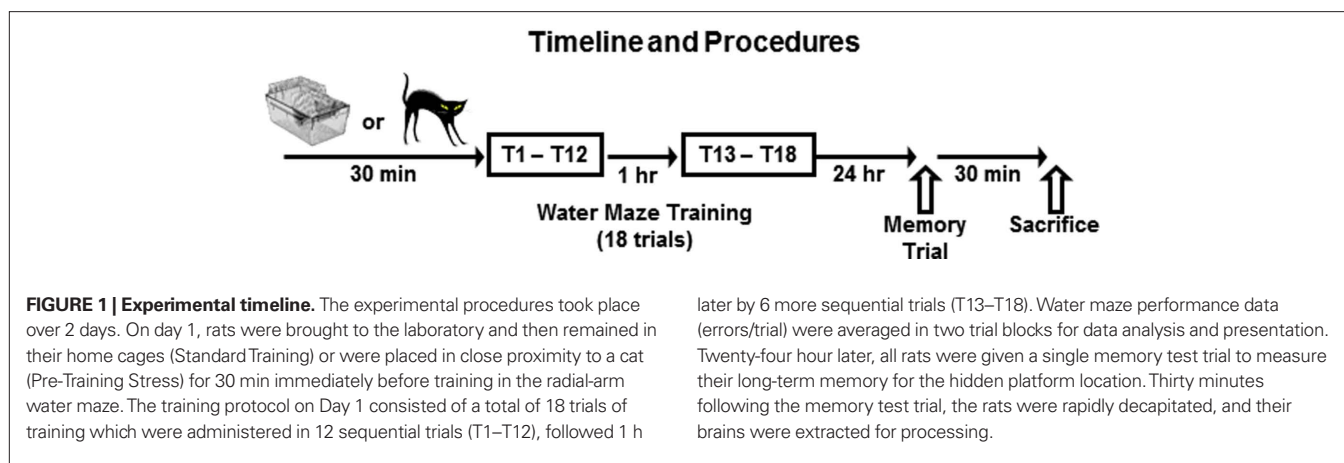 Timeline and Procedures
or
T1 – T12
T13 – T18
30 min
1 hr
24 hr
30 min
Water Maze Training
(18 trials)
Memory
Trial
Sacrifice
FIGURE 1 | Experimental timeline. The experimental procedures took place
over 2 days. On day 1, rats were brought to the laboratory and then remained in
their home cages (Standard Training) or were placed in close proximity to a cat
(Pre-Training Stress) for 30 min immediately before training in the radial-arm
water maze. The training protocol on Day 1 consisted of a total of 18 trials of
training which were administered in 12 sequential trials (T1–T12), followed 1 h
later by 6 more sequential trials (T13–T18). Water maze performance data
(errors/trial) were averaged in two trial blocks for data analysis and presentation.
Twenty-four hour later, all rats were given a single memory test trial to measure
their long-term memory for the hidden platform location. Thirty minutes
following the memory test trial, the rats were rapidly decapitated, and their
brains were extracted for processing.